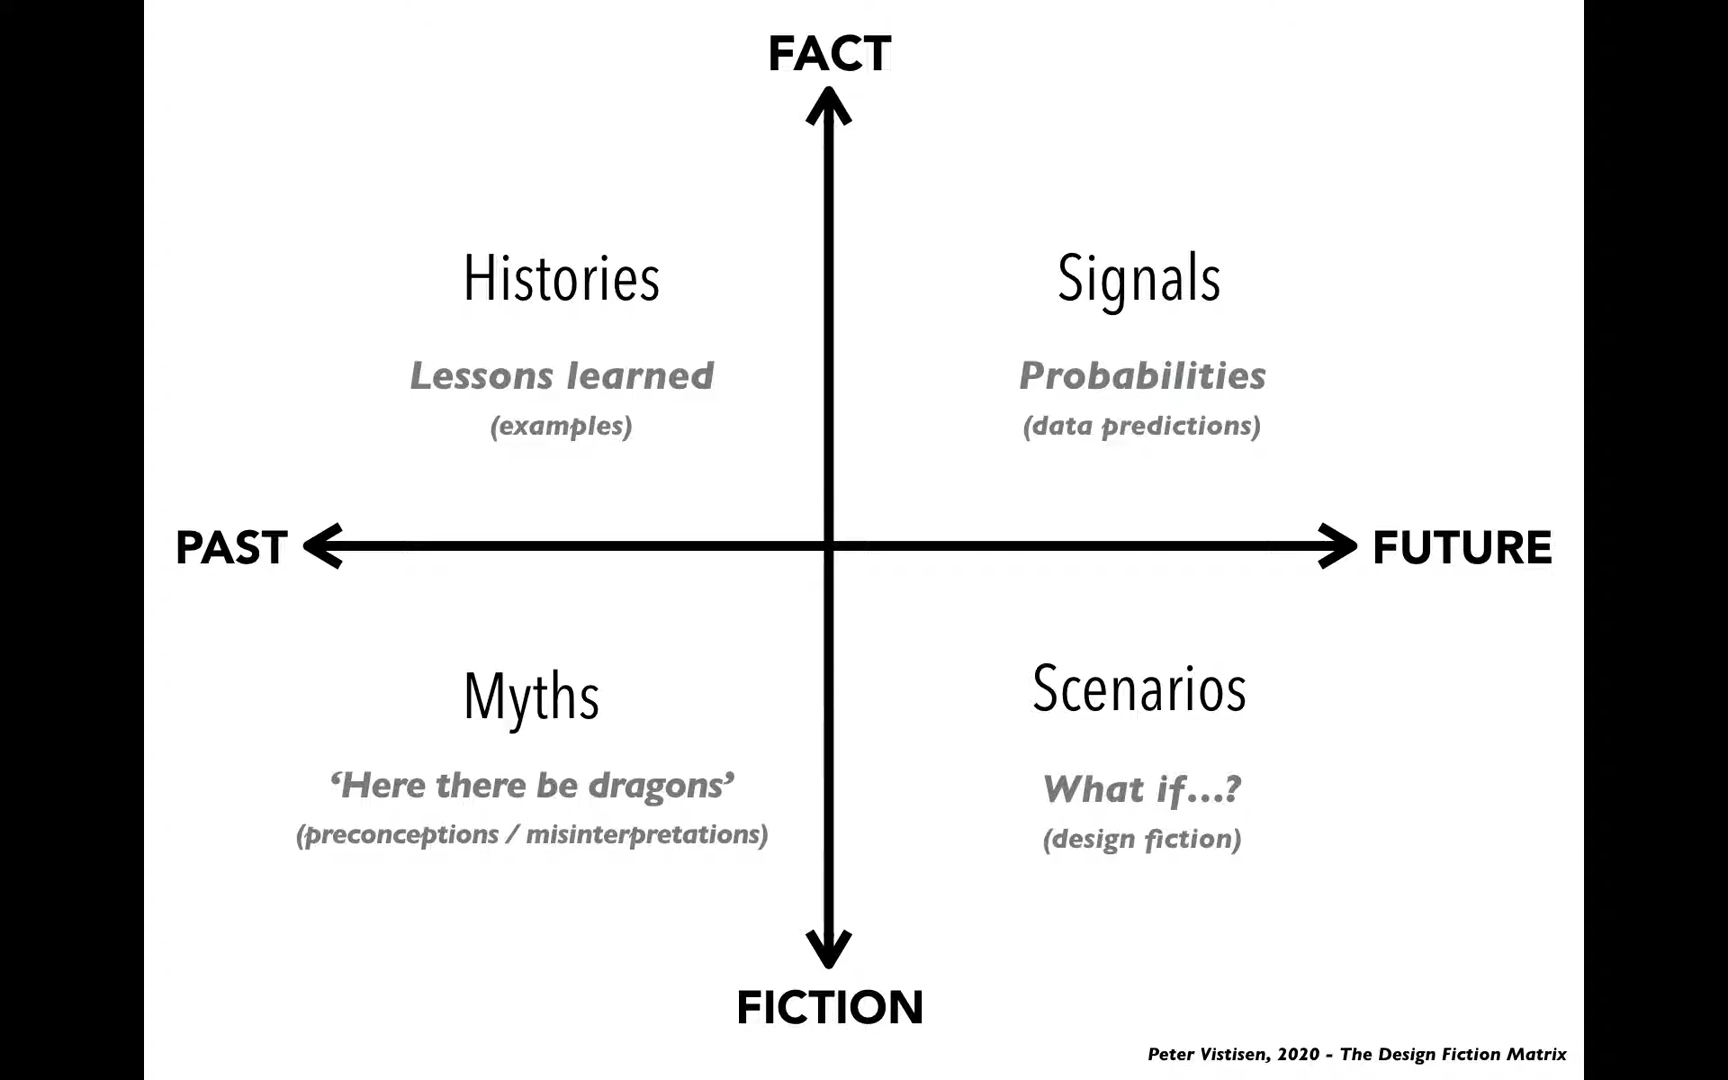 FACT
Histories
Lessons learned
(examples)
Signals
Probabilities
(data predictions)
PAST
FUTURE
Myths
‘Here there be dragons’
(preconceptions / misinterpretations)
Scenarios
What if...?
(design fiction)
FICTION
Peter Vistisen, 2020 - The Design Fiction Matrix